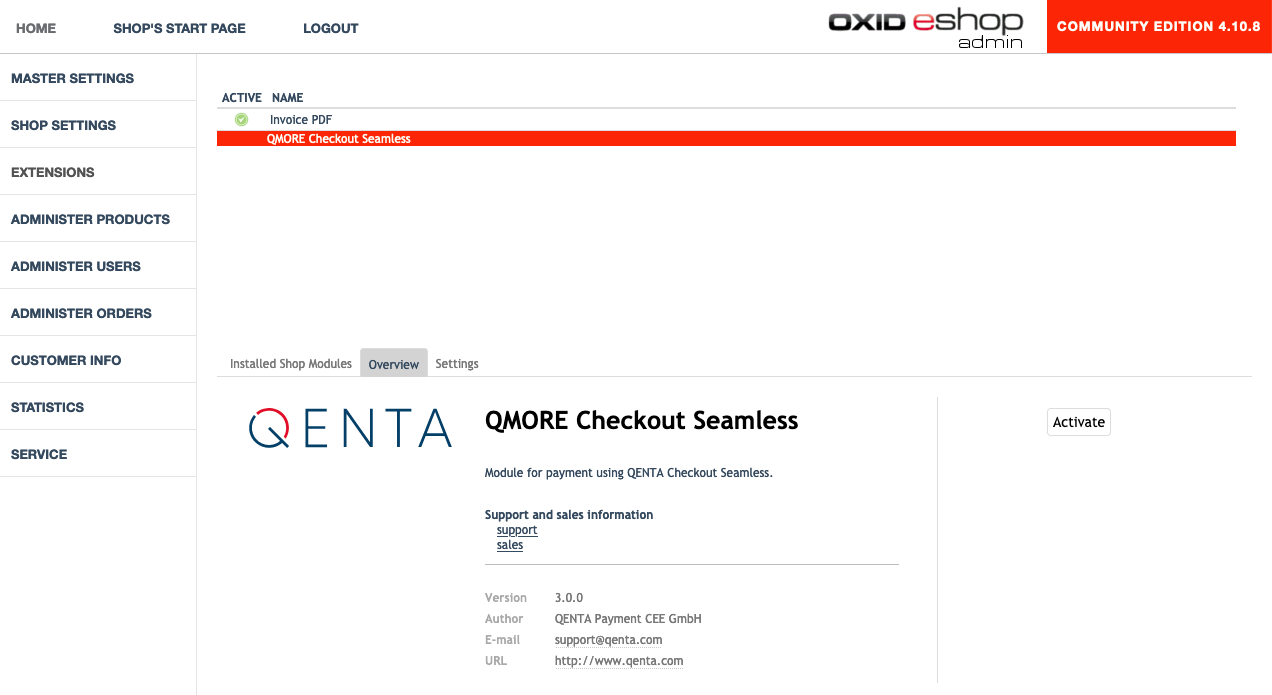 HOME SHOP'S START PAGE LOGOUT
OXID eshop
admin
COMMUNITY EDITION 4.10.8
MASTER SETTINGS
SHOP SETTINGS
EXTENSIONS
ADMINISTER PRODUCTS
ADMINISTER USERS
ADMINISTER ORDERS
CUSTOMER INFO
STATISTICS
SERVICE
ACTIVE NAME
Invoice PDF
QMORE Checkout Seamless
Installed Shop Modules Overview Settings
QENTA
QMORE Checkout Seamless
Activate
Module for payment using QENTA Checkout Seamless.
Support and sales information
support
sales
Version 3.0.0
Author QENTA Payment CEE GmbH
E-mail support@qenta.com
URL http://www.qenta.com